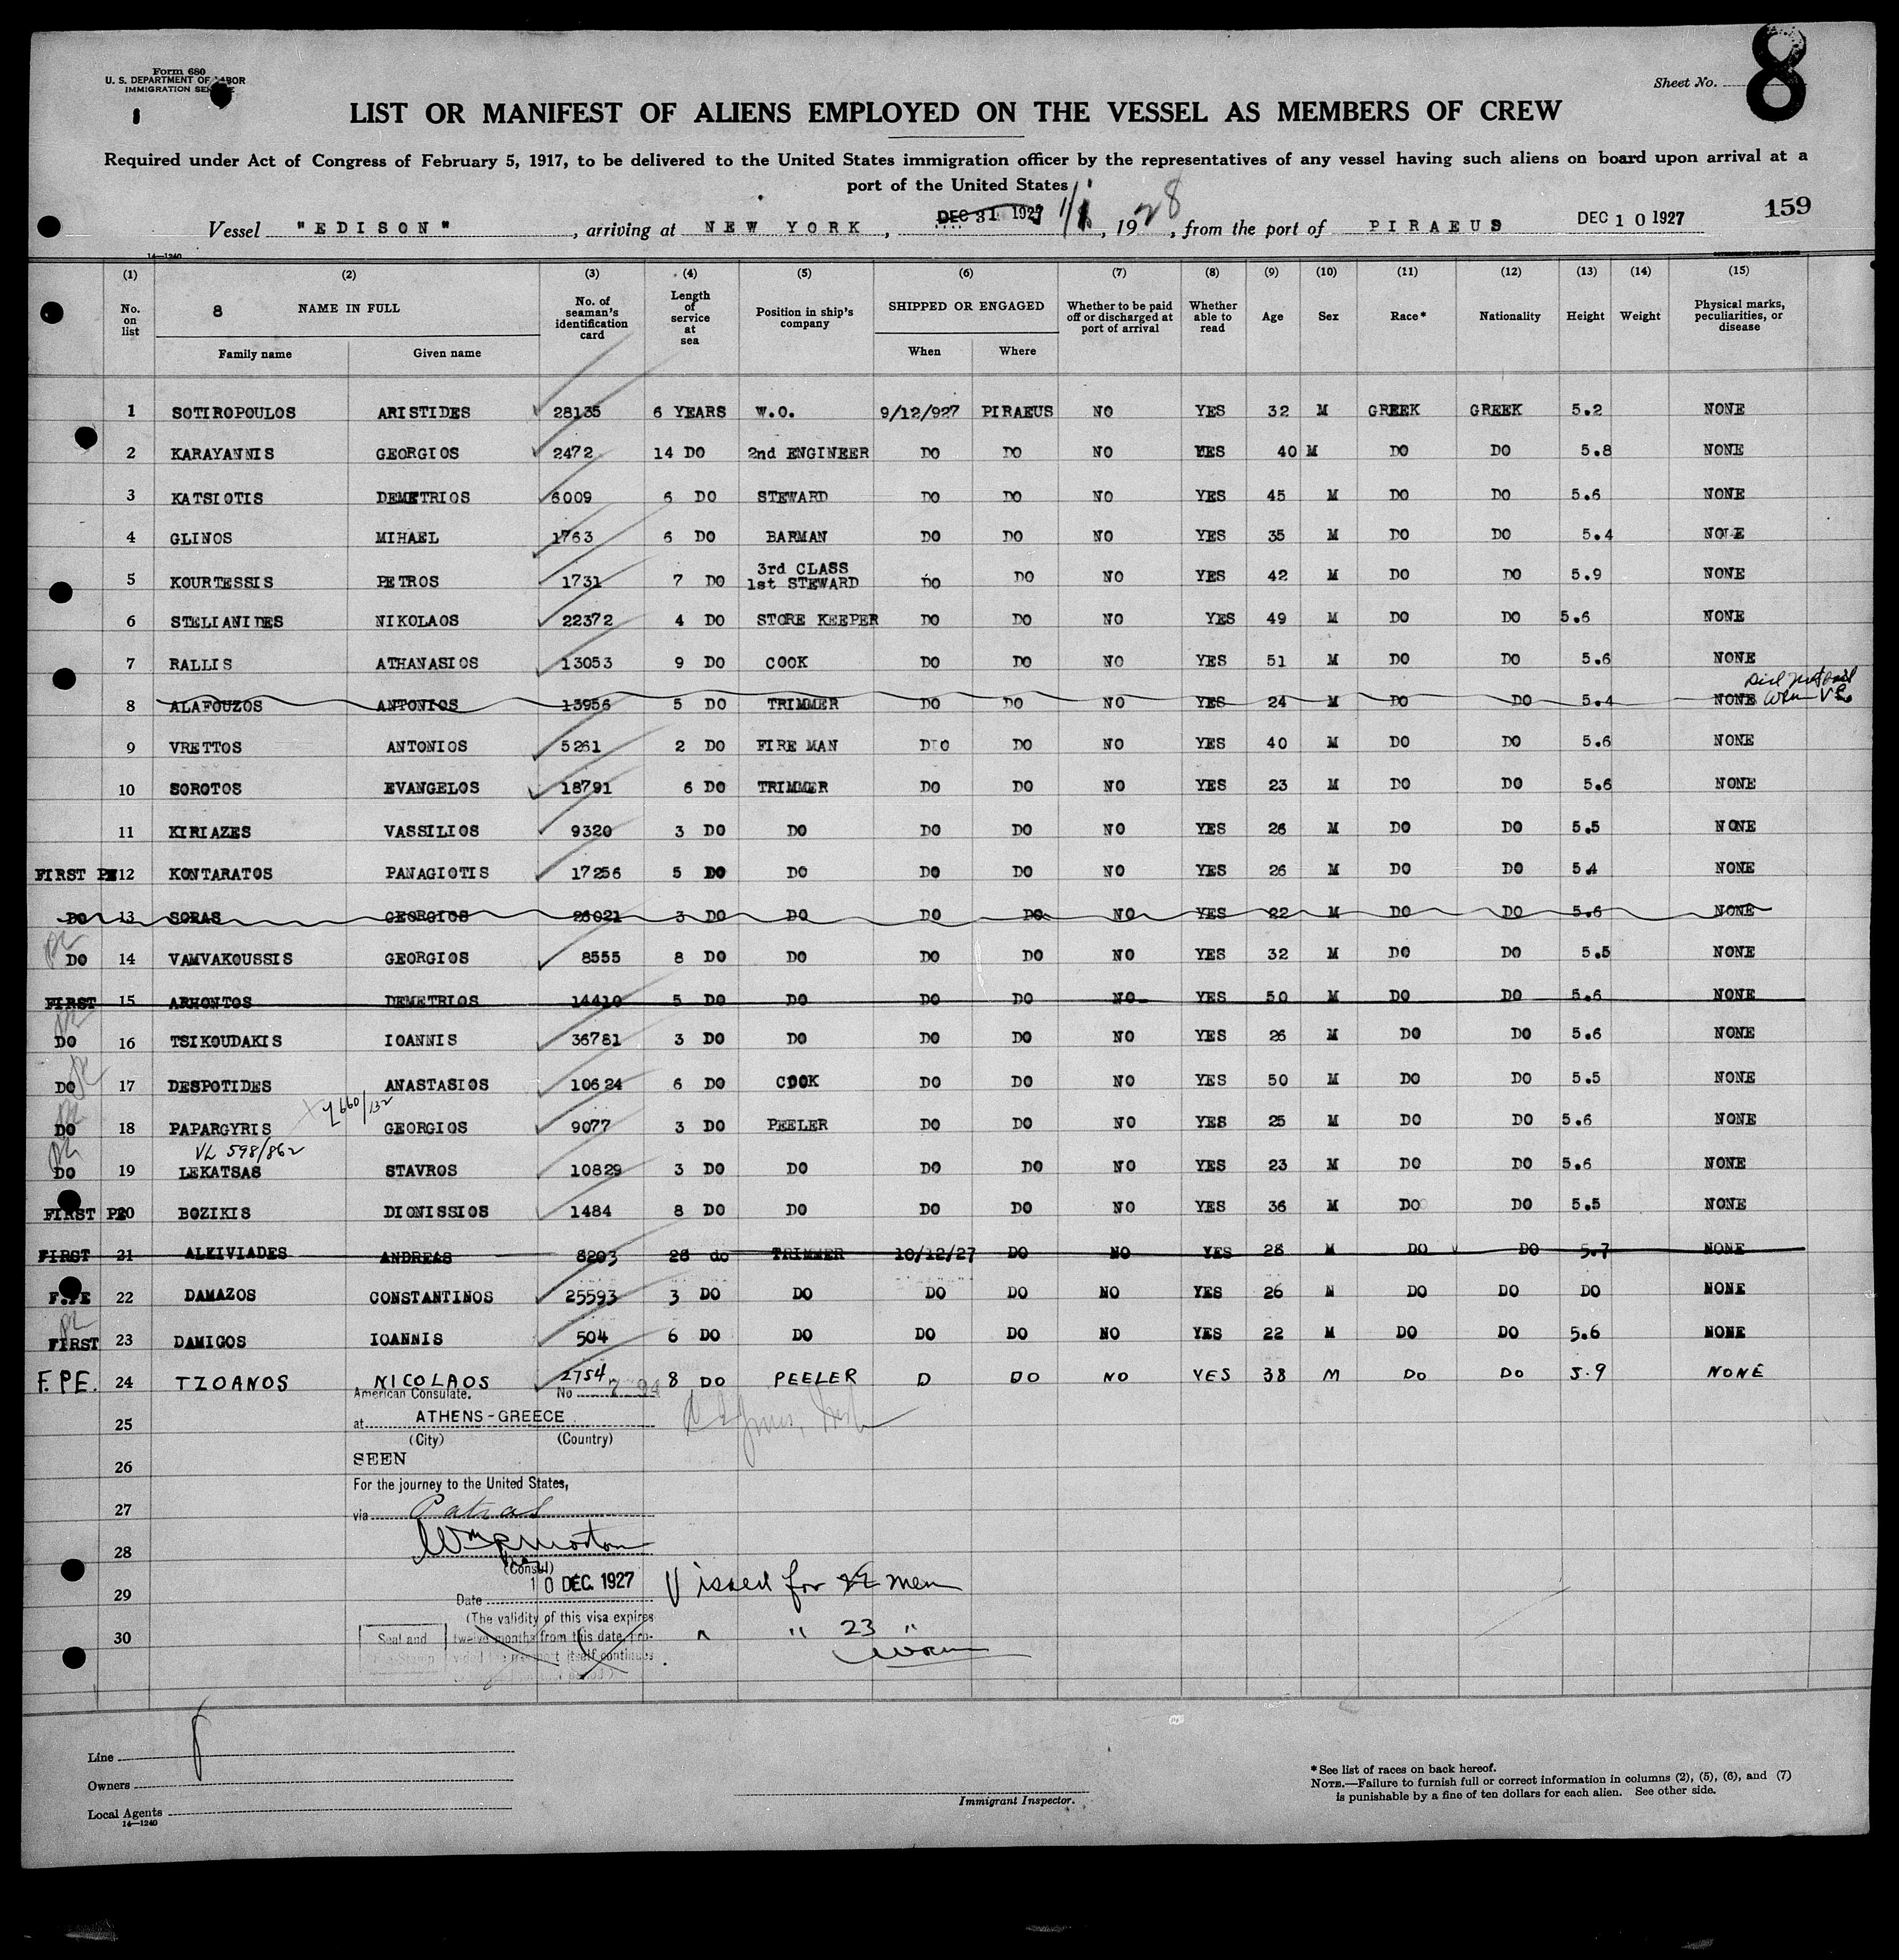 Form 680
U. S. DEPARTMENT OF LABOR
IMMIGRATION SERVICE
Sheet No. 8
LIST OR MANIFEST OF ALIENS EMPLOYED ON THE VESSEL AS MEMBERS OF CREW
Required under Act of Congress of February 5, 1917, to be delivered to the United States immigration officer by the representatives of any vessel having such aliens on board upon arrival at a
port of the United States
159
Vessel "EDISON", arriving at NEW YORK, DEC 31 1927 1/1, 1928, from the port of PIRAEUS DEC 10 1927
14—1240
(1) (2) (3) (4) (5) (6) (7) (8) (9) (10) (11) (12) (13) (14) (15)
No. on list 8 NAME IN FULL No. of seaman's identification card Length of service at sea Position in ship's company SHIPPED OR ENGAGED Whether to be paid off or discharged at port of arrival Whether able to read Age Sex Race* Nationality Height Weight Physical marks, peculiarities, or disease
Family name Given name When Where
1 SOTIROPOULOS ARISTIDES 28135 6 YEARS W.O. 9/12/927 PIRAEUS NO YES 32 M GREEK GREEK 5.2 NONE
2 KARAYANNIS GEORGIOS 2472 14 DO 2nd ENGINEER DO DO NO YES 40 M DO DO 5.8 NONE
3 KATSIOTIS DEMETRIOS 6009 6 DO STEWARD DO DO NO YES 45 M DO DO 5.6 NONE
4 GLINOS MIHAEL 1763 6 DO BARMAN DO DO NO YES 35 M DO DO 5.4 NONE
5 KOURTESSIS PETROS 1731 7 DO 3rd CLASS 1st STEWARD DO DO NO YES 42 M DO DO 5.9 NONE
6 STELIANIDES NIKOLAOS 22372 4 DO STORE KEEPER DO DO NO YES 49 M DO DO 5.6 NONE
7 RALLIS ATHANASIOS 13053 9 DO COOK DO DO NO YES 51 M DO DO 5.6 NONE
8 ALAFOUZOS ANTONIOS 13956 5 DO TRIMMER DO DO NO YES 24 M DO DO 5.4 NONE Did not sail
9 VRETTOS ANTONIOS 5261 2 DO FIRE MAN DO DO NO YES 40 M DO DO 5.6 NONE
10 SOROTOS EVANGELOS 18791 6 DO TRIMMER DO DO NO YES 23 M DO DO 5.6 NONE
11 KIRIAZES VASSILIOS 9320 3 DO DO DO DO NO YES 26 M DO DO 5.5 NONE
FIRST PE 12 KONTARATOS PANAGIOTIS 17256 5 DO DO DO DO NO YES 26 M DO DO 5.4 NONE
DO 13 SORAS GEORGIOS 26021 3 DO DO DO DO NO YES 22 M DO DO 5.6 NONE
DO 14 VAMVAKOUSSIS GEORGIOS 8555 8 DO DO DO DO NO YES 32 M DO DO 5.5 NONE
FIRST 15 ARHONTOS DEMETRIOS 14410 5 DO DO DO DO NO YES 50 M DO DO 5.6 NONE
DO 16 TSIKOUDAKIS IOANNIS 36781 3 DO DO DO DO NO YES 26 M DO DO 5.6 NONE
DO 17 DESPOTIDES ANASTASIOS 10624 6 DO COOK DO DO NO YES 50 M DO DO 5.5 NONE
660/132
DO 18 PAPARGYRIS GEORGIOS 9077 3 DO PEELER DO DO NO YES 25 M DO DO 5.6 NONE
VL 598/862
DO 19 LEKATSAS STAVROS 10829 3 DO DO DO DO NO YES 23 M DO DO 5.6 NONE
FIRST PE 20 BOZIKIS DIONISSIOS 1484 8 DO DO DO DO NO YES 36 M DO DO 5.5 NONE
FIRST 21 ALKIVIADES ANDREAS 8203 26 do TRIMMER 10/12/27 DO NO YES 28 M DO DO 5.7 NONE
F.PE 22 DAMAZOS CONSTANTINOS 25593 3 DO DO DO DO NO YES 26 N DO DO DO NONE
FIRST 23 DAMIGOS IOANNIS 504 6 DO DO DO DO NO YES 22 M DO DO 5.6 NONE
F.PE. 24 TZOANOS NICOLAOS 2754 8 DO PEELER D DO NO YES 38 M DO DO 5.9 NONE
American Consulate. No
25 at ATHENS-GREECE
(City) (Country)
26 SEEN
For the journey to the United States,
27 via Patras
28
(Consul)
29 Date 10 DEC. 1927 Vissed for 22 men
(The validity of this visa expires
30 Seal and twelve months from this date, pro- " " 23 "
vided the passport itself continues
Line
Owners
Local Agents
14—1240
Immigrant Inspector.
*See list of races on back hereof.
NOTE.—Failure to furnish full or correct information in columns (2), (5), (6), and (7)
is punishable by a fine of ten dollars for each alien. See other side.